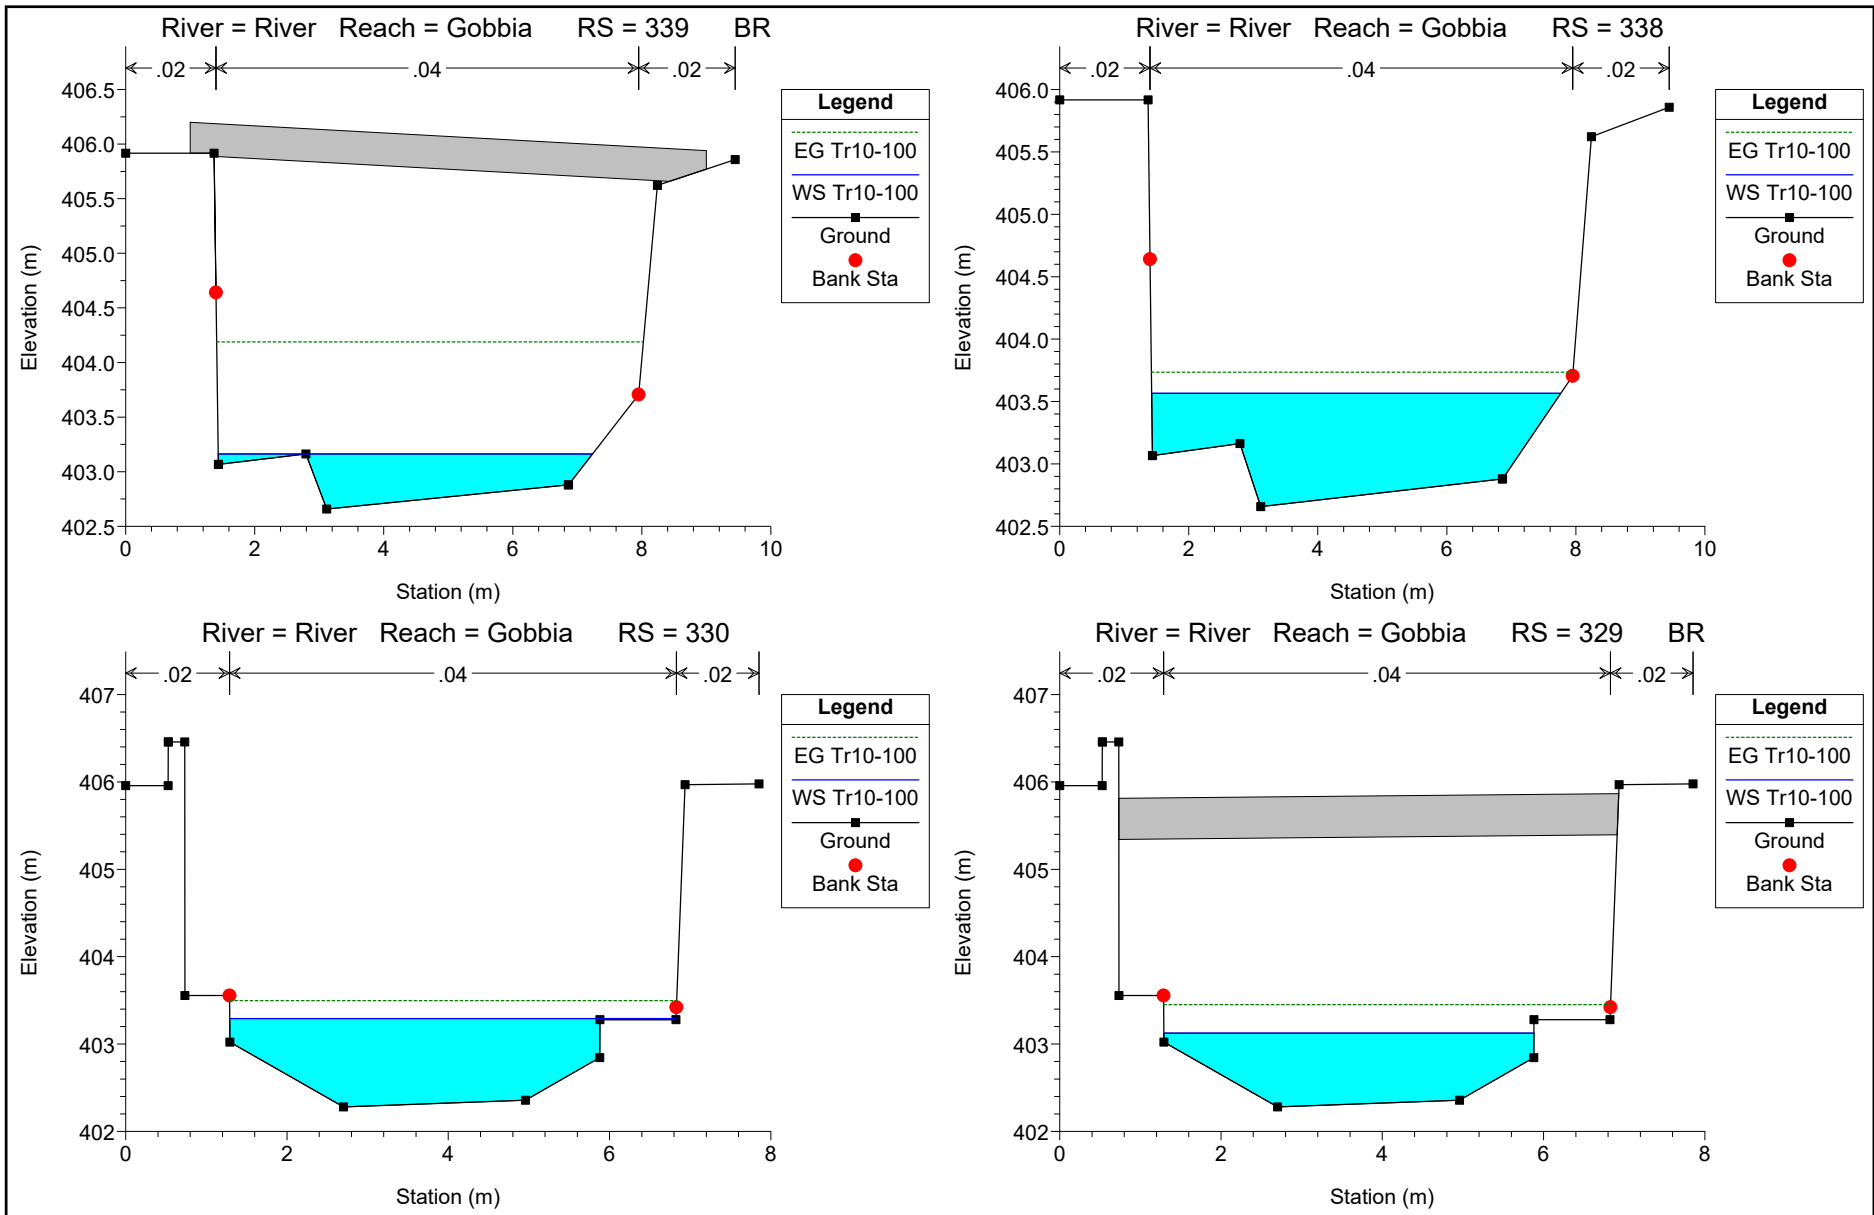 River = River Reach = Gobbia RS = 339 BR
.02 .04 .02
406.5
406.0
405.5
405.0
404.5
404.0
403.5
403.0
402.5
0 2 4 6 8 10
Station (m)
Elevation (m)
Legend
EG Tr10-100
WS Tr10-100
Ground
Bank Sta
River = River Reach = Gobbia RS = 338
.02 .04 .02
406.0
405.5
405.0
404.5
404.0
403.5
403.0
402.5
0 2 4 6 8 10
Station (m)
Elevation (m)
Legend
EG Tr10-100
WS Tr10-100
Ground
Bank Sta
River = River Reach = Gobbia RS = 330
.02 .04 .02
407
406
405
404
403
402
0 2 4 6 8
Station (m)
Elevation (m)
Legend
EG Tr10-100
WS Tr10-100
Ground
Bank Sta
River = River Reach = Gobbia RS = 329 BR
.02 .04 .02
407
406
405
404
403
402
0 2 4 6 8
Station (m)
Elevation (m)
Legend
EG Tr10-100
WS Tr10-100
Ground
Bank Sta